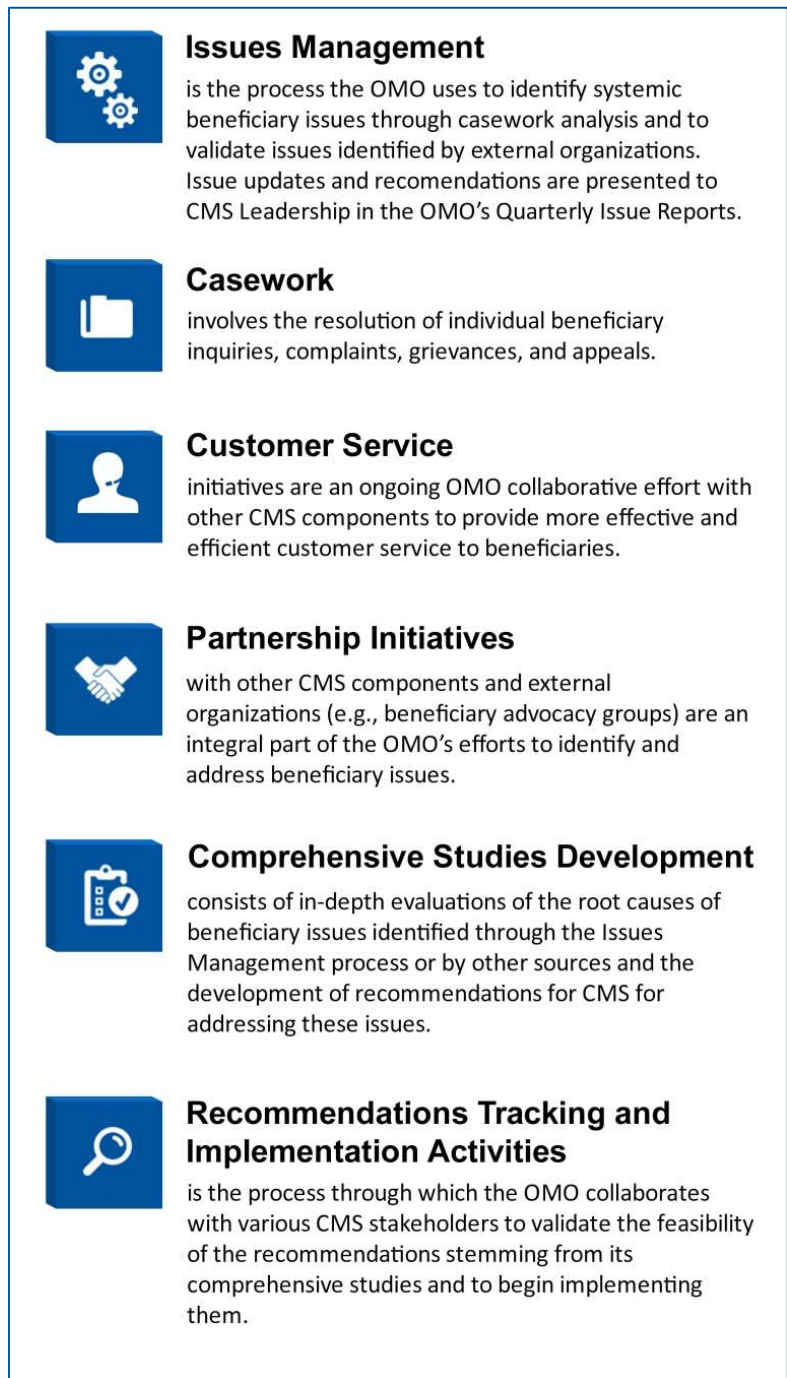 Issues Management
is the process the OMO uses to identify systemic
beneficiary issues through casework analysis and to
validate issues identified by external organizations.
Issue updates and recomendations are presented to
CMS Leadership in the OMO’s Quarterly Issue Reports.
Casework
involves the resolution of individual beneficiary
inquiries, complaints, grievances, and appeals.
Customer Service
initiatives are an ongoing OMO collaborative effort with
other CMS components to provide more effective and
efficient customer service to beneficiaries.
Partnership Initiatives
with other CMS components and external
organizations (e.g., beneficiary advocacy groups) are an
integral part of the OMO’s efforts to identify and
address beneficiary issues.
Comprehensive Studies Development
consists of in-depth evaluations of the root causes of
beneficiary issues identified through the Issues
Management process or by other sources and the
development of recommendations for CMS for
addressing these issues.
Recommendations Tracking and
Implementation Activities
is the process through which the OMO collaborates
with various CMS stakeholders to validate the feasibility
of the recommendations stemming from its
comprehensive studies and to begin implementing
them.